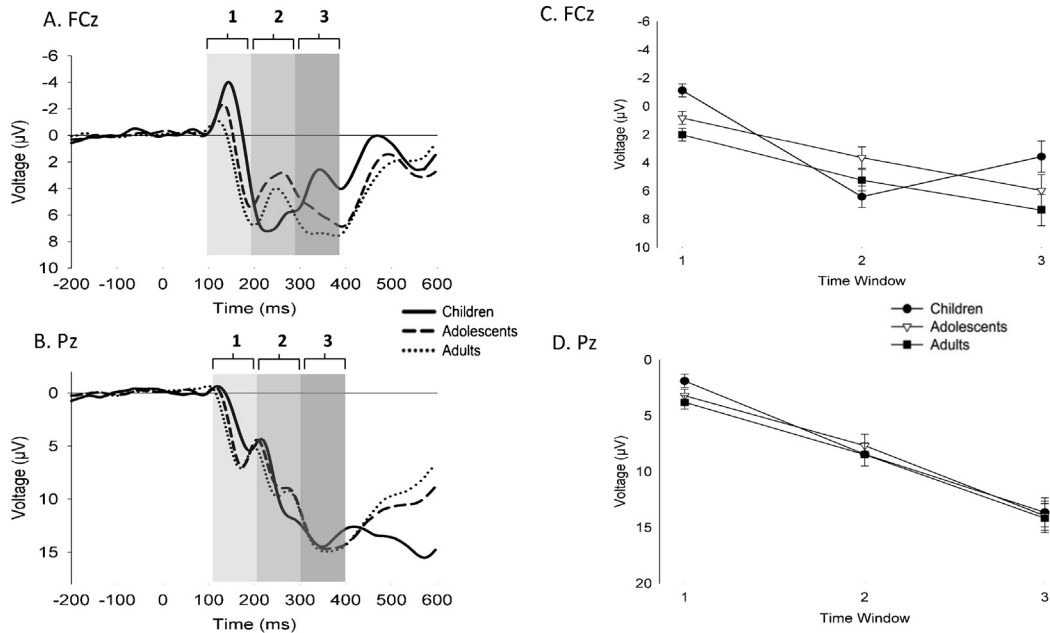 A. FCz
1 2 3
-6
-4
-2
0
2
4
6
8
10
Voltage (µV)
-200 -100 0 100 200 300 400 500 600
Time (ms)
Children
Adolescents
Adults
B. Pz
1 2 3
0
5
10
15
Voltage (µV)
-200 -100 0 100 200 300 400 500 600
Time (ms)
C. FCz
-6
-4
-2
0
2
4
6
8
10
Voltage (µV)
1 2 3
Time Window
Children
Adolescents
Adults
D. Pz
0
5
10
15
20
Voltage (µV)
1 2 3
Time Window